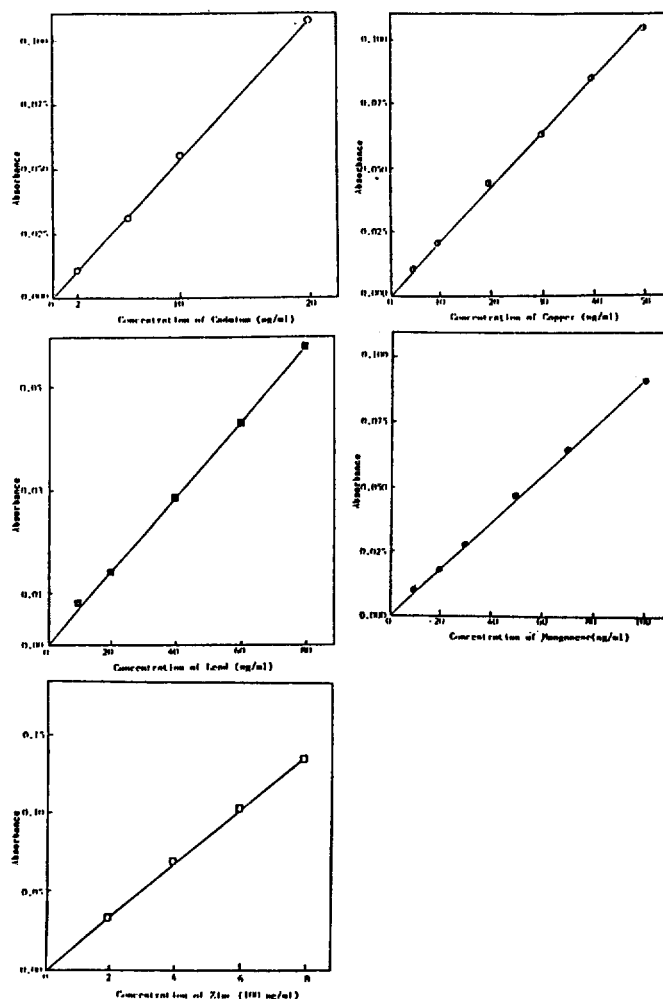 0.100
0.075
0.050
0.025
0.000
Absorbance
0 2 10 20
Concentration of Cadmium (ng/ml)
0.100
0.075
0.050
0.025
0.000
Absorbance
0 10 20 30 40 50
Concentration of Copper (ng/ml)
0.05
0.03
0.01
0.00
Absorbance
0 20 40 60 80
Concentration of Lead (ng/ml)
0.100
0.075
0.050
0.025
0.000
Absorbance
0 20 40 60 80 100
Concentration of Manganese(ng/ml)
0.15
0.10
0.05
0.00
Absorbance
0 2 4 6 8
Concentration of Zinc (100 ng/ml)